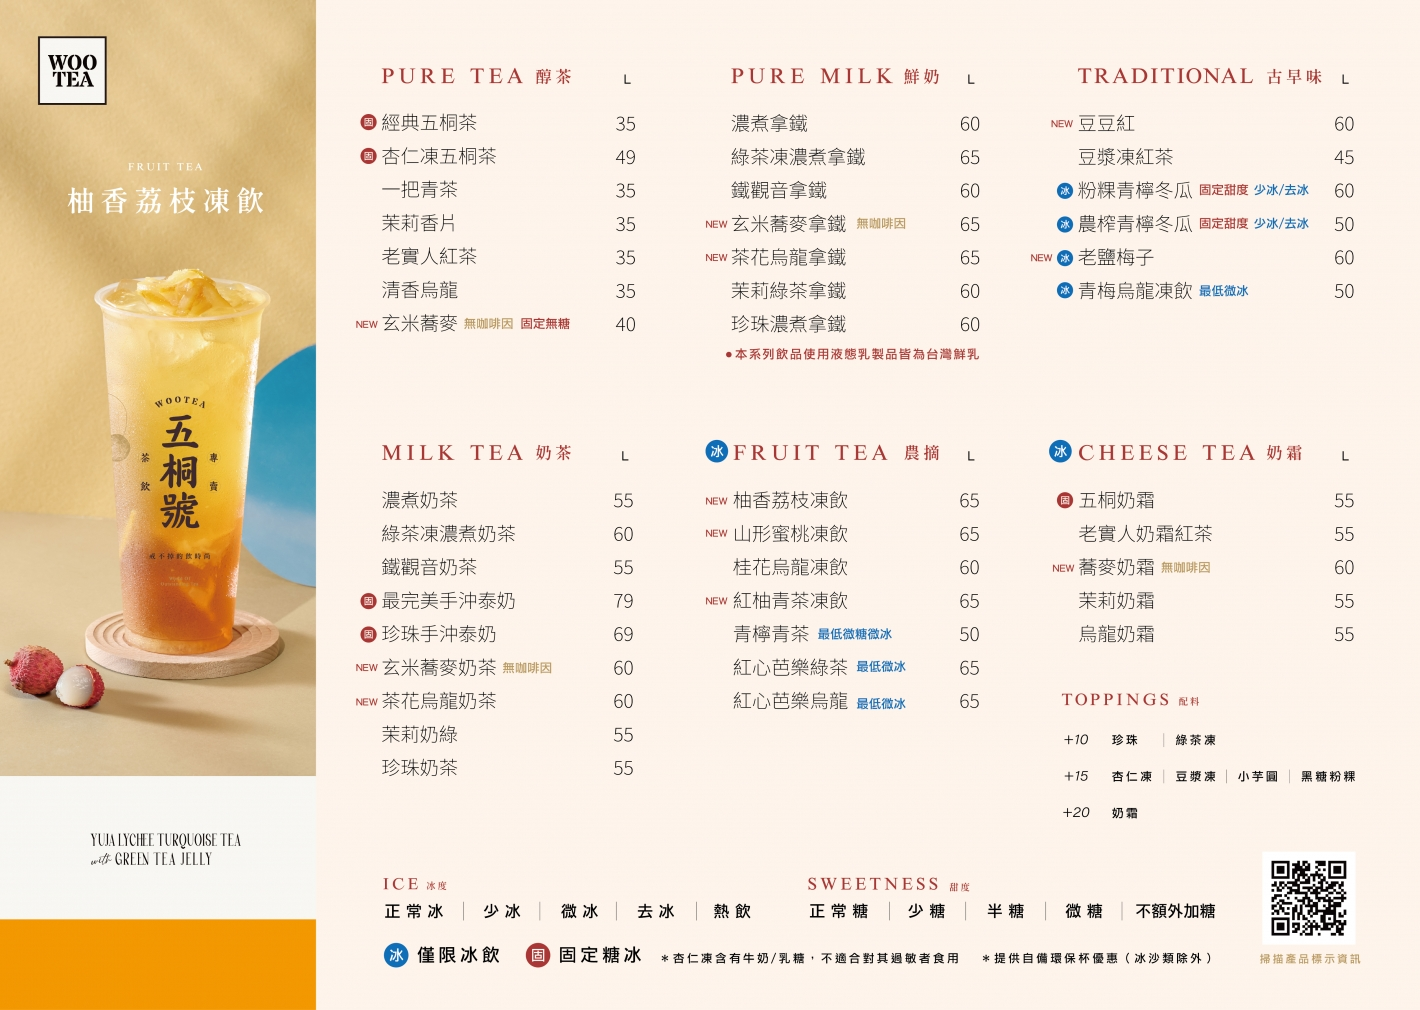 WOO
TEA
FRUIT TEA
柚香荔枝凍飲
WOOTEA
五桐號
茶飲
專賣
YUJA LYCHEE TURQUOISE TEA
with GREEN TEA JELLY
PURE TEA 醇茶 L
固 經典五桐茶 35
固 杏仁凍五桐茶 49
一把青茶 35
茉莉香片 35
老實人紅茶 35
清香烏龍 35
NEW 玄米蕎麥 無咖啡因 固定無糖 40
PURE MILK 鮮奶 L
濃煮拿鐵 60
綠茶凍濃煮拿鐵 65
鐵觀音拿鐵 60
NEW 玄米蕎麥拿鐵 無咖啡因 65
NEW 茶花烏龍拿鐵 65
茉莉綠茶拿鐵 60
珍珠濃煮拿鐵 60
●本系列飲品使用液態乳製品皆為台灣鮮乳
TRADITIONAL 古早味 L
NEW 豆豆紅 60
豆漿凍紅茶 45
冰 粉粿青檸冬瓜 固定甜度 少冰/去冰 60
冰 農榨青檸冬瓜 固定甜度 少冰/去冰 50
NEW 冰 老鹽梅子 60
冰 青梅烏龍凍飲 最低微冰 50
MILK TEA 奶茶 L
濃煮奶茶 55
綠茶凍濃煮奶茶 60
鐵觀音奶茶 55
固 最完美手沖泰奶 79
固 珍珠手沖泰奶 69
NEW 玄米蕎麥奶茶 無咖啡因 60
NEW 茶花烏龍奶茶 60
茉莉奶綠 55
珍珠奶茶 55
冰 FRUIT TEA 農摘 L
NEW 柚香荔枝凍飲 65
NEW 山形蜜桃凍飲 65
桂花烏龍凍飲 60
NEW 紅柚青茶凍飲 65
青檸青茶 最低微糖微冰 50
紅心芭樂綠茶 最低微冰 65
紅心芭樂烏龍 最低微冰 65
冰 CHEESE TEA 奶霜 L
固 五桐奶霜 55
老實人奶霜紅茶 55
NEW 蕎麥奶霜 無咖啡因 60
茉莉奶霜 55
烏龍奶霜 55
TOPPINGS 配料
+10 珍珠 | 綠茶凍
+15 杏仁凍 | 豆漿凍 | 小芋圓 | 黑糖粉粿
+20 奶霜
ICE 冰度
正常冰 | 少冰 | 微冰 | 去冰 | 熱飲
SWEETNESS 甜度
正常糖 | 少糖 | 半糖 | 微糖 | 不額外加糖
冰 僅限冰飲 固 固定糖冰 *杏仁凍含有牛奶/乳糖，不適合對其過敏者食用 *提供自備環保杯優惠（冰沙類除外）
掃描產品標示資訊